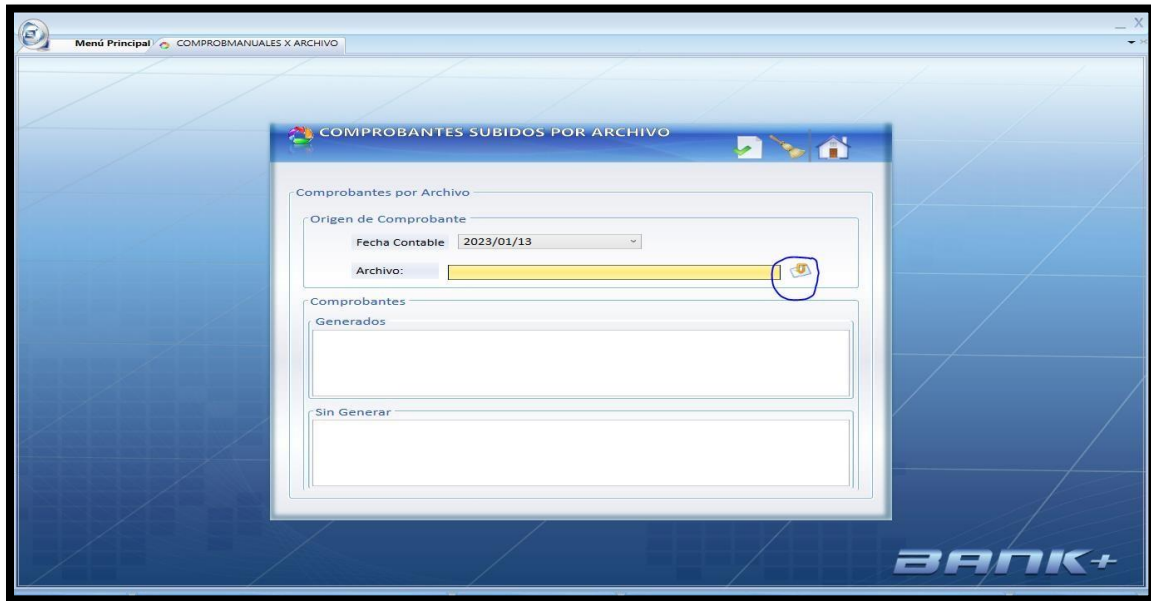 _ X
Menú Principal COMPROBMANUALES X ARCHIVO
COMPROBANTES SUBIDOS POR ARCHIVO
Comprobantes por Archivo
Origen de Comprobante
Fecha Contable 2023/01/13
Archivo:
Comprobantes
Generados
Sin Generar
BANK+